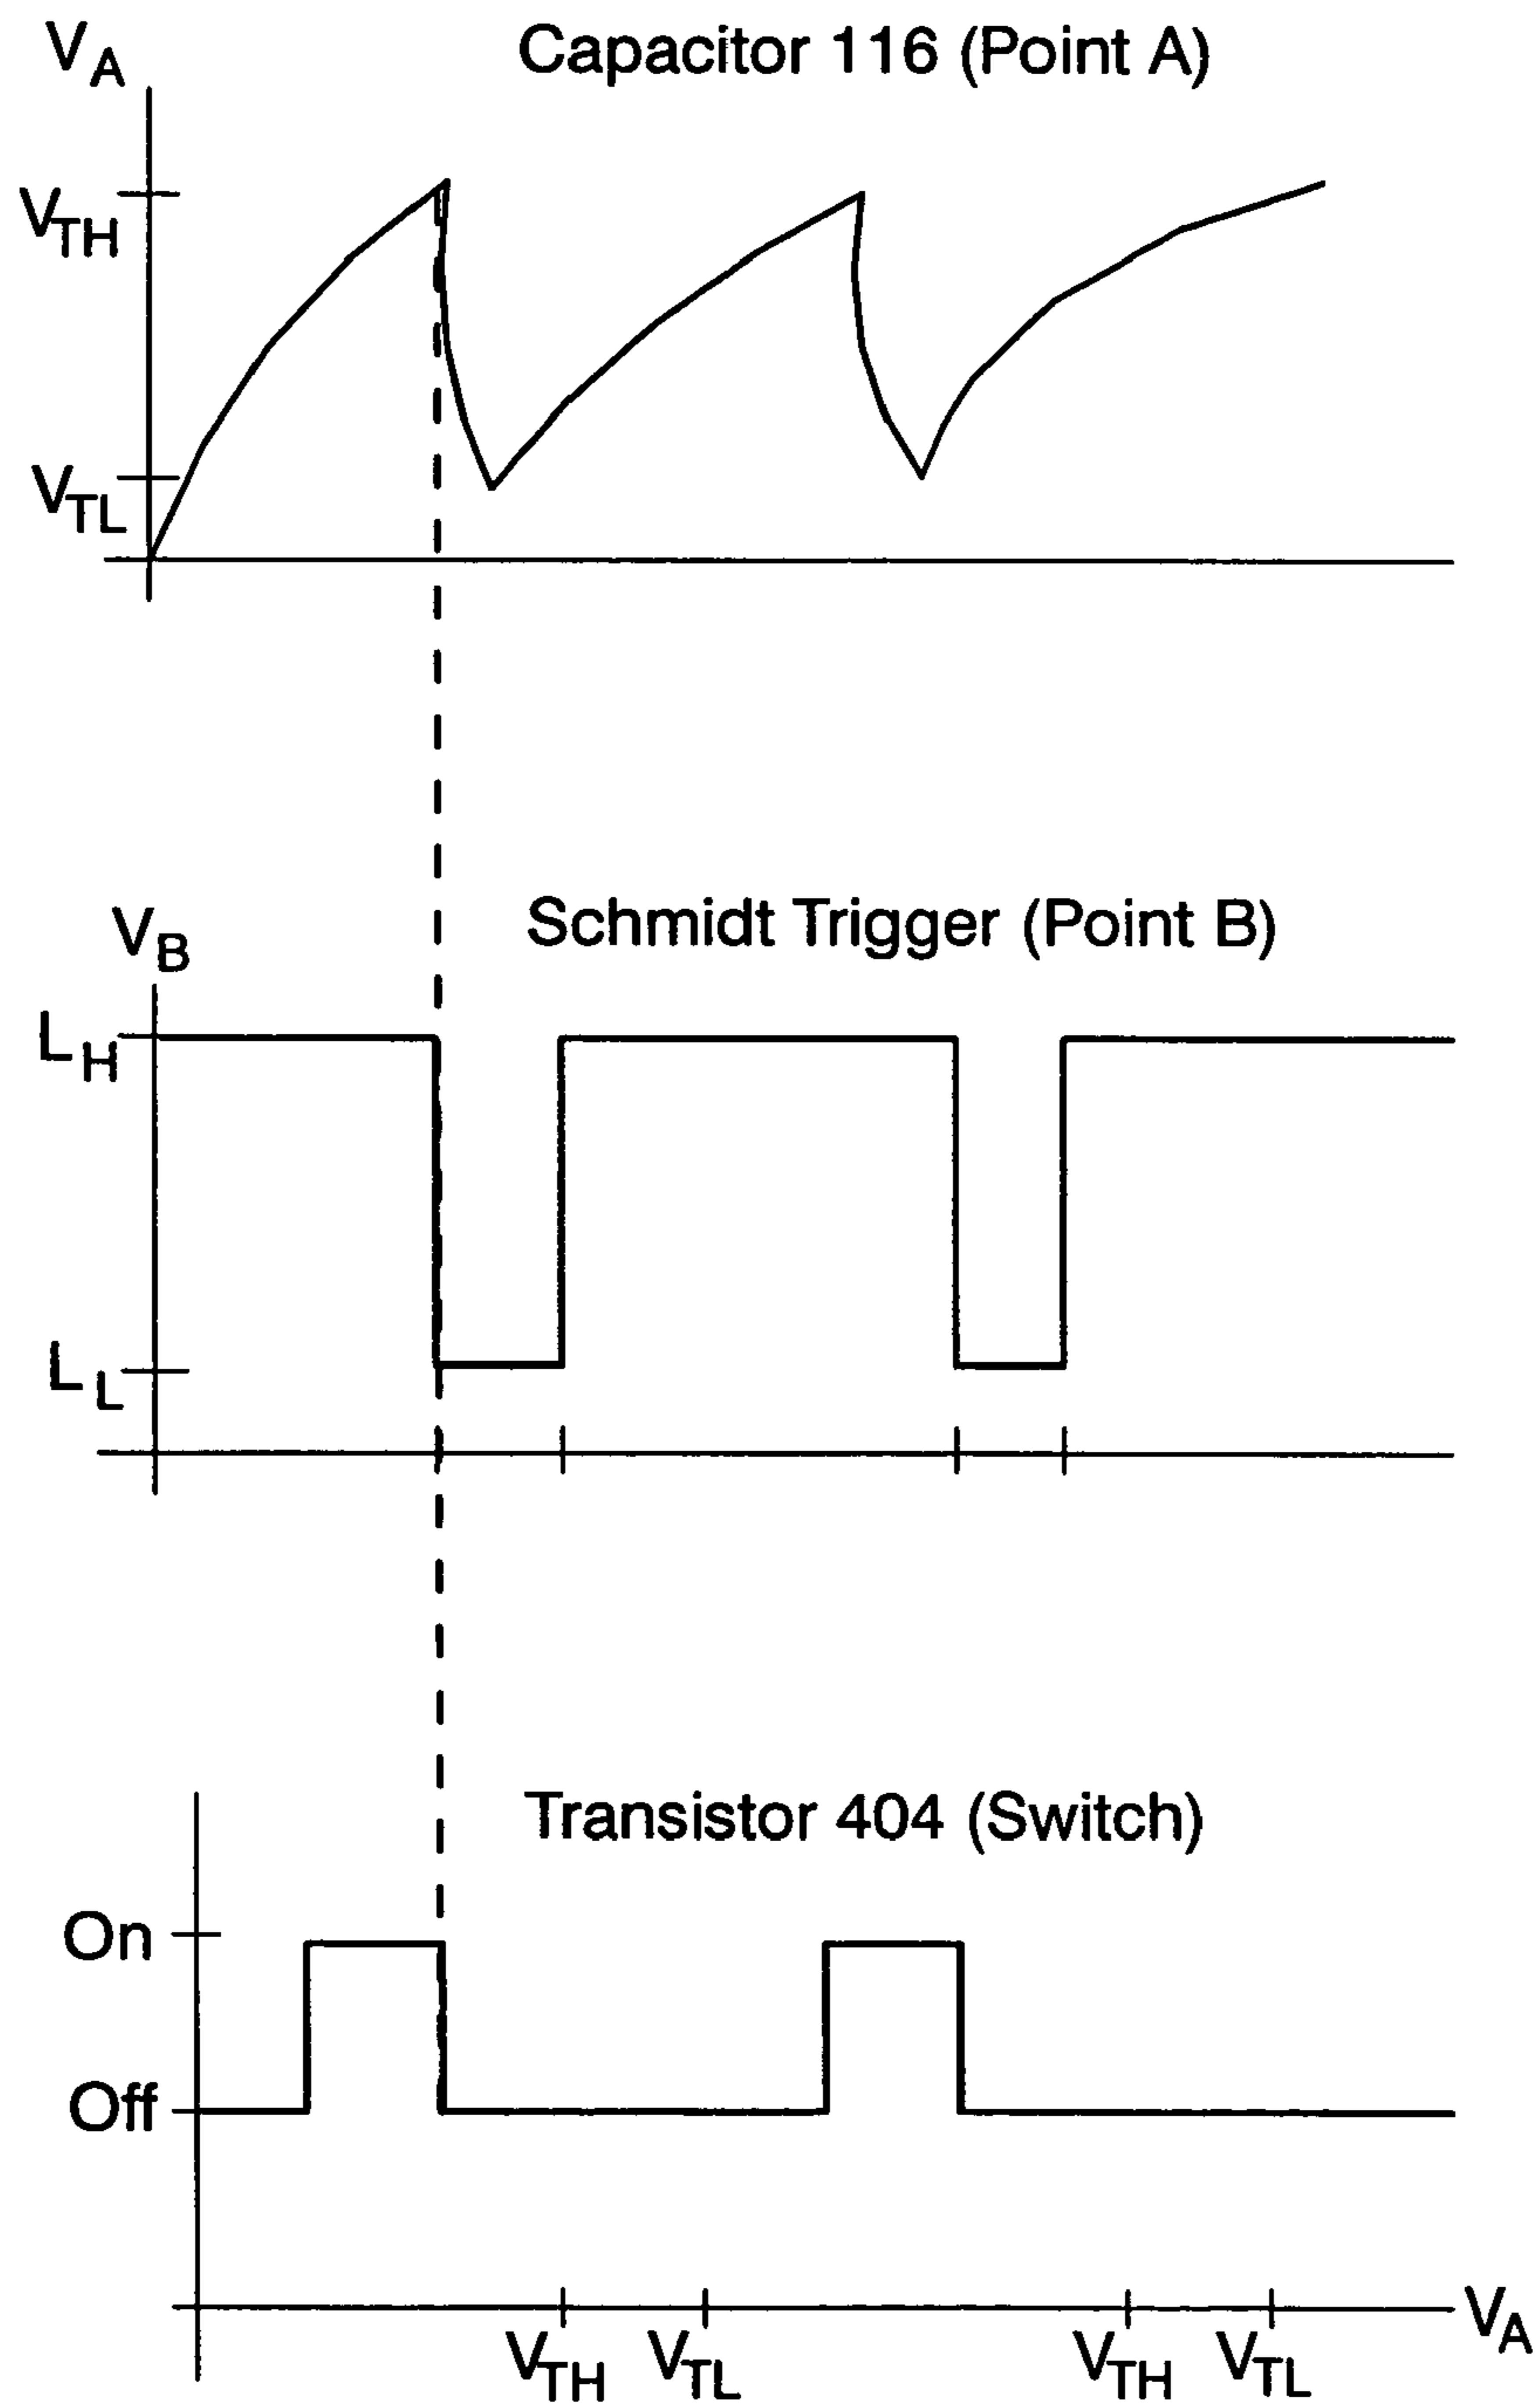 V_A
Capacitor 116 (Point A)
V_TH
V_TL
Schmidt Trigger (Point B)
V_B
L_H
L_L
Transistor 404 (Switch)
On
Off
V_A
V_TH V_TL V_TH V_TL